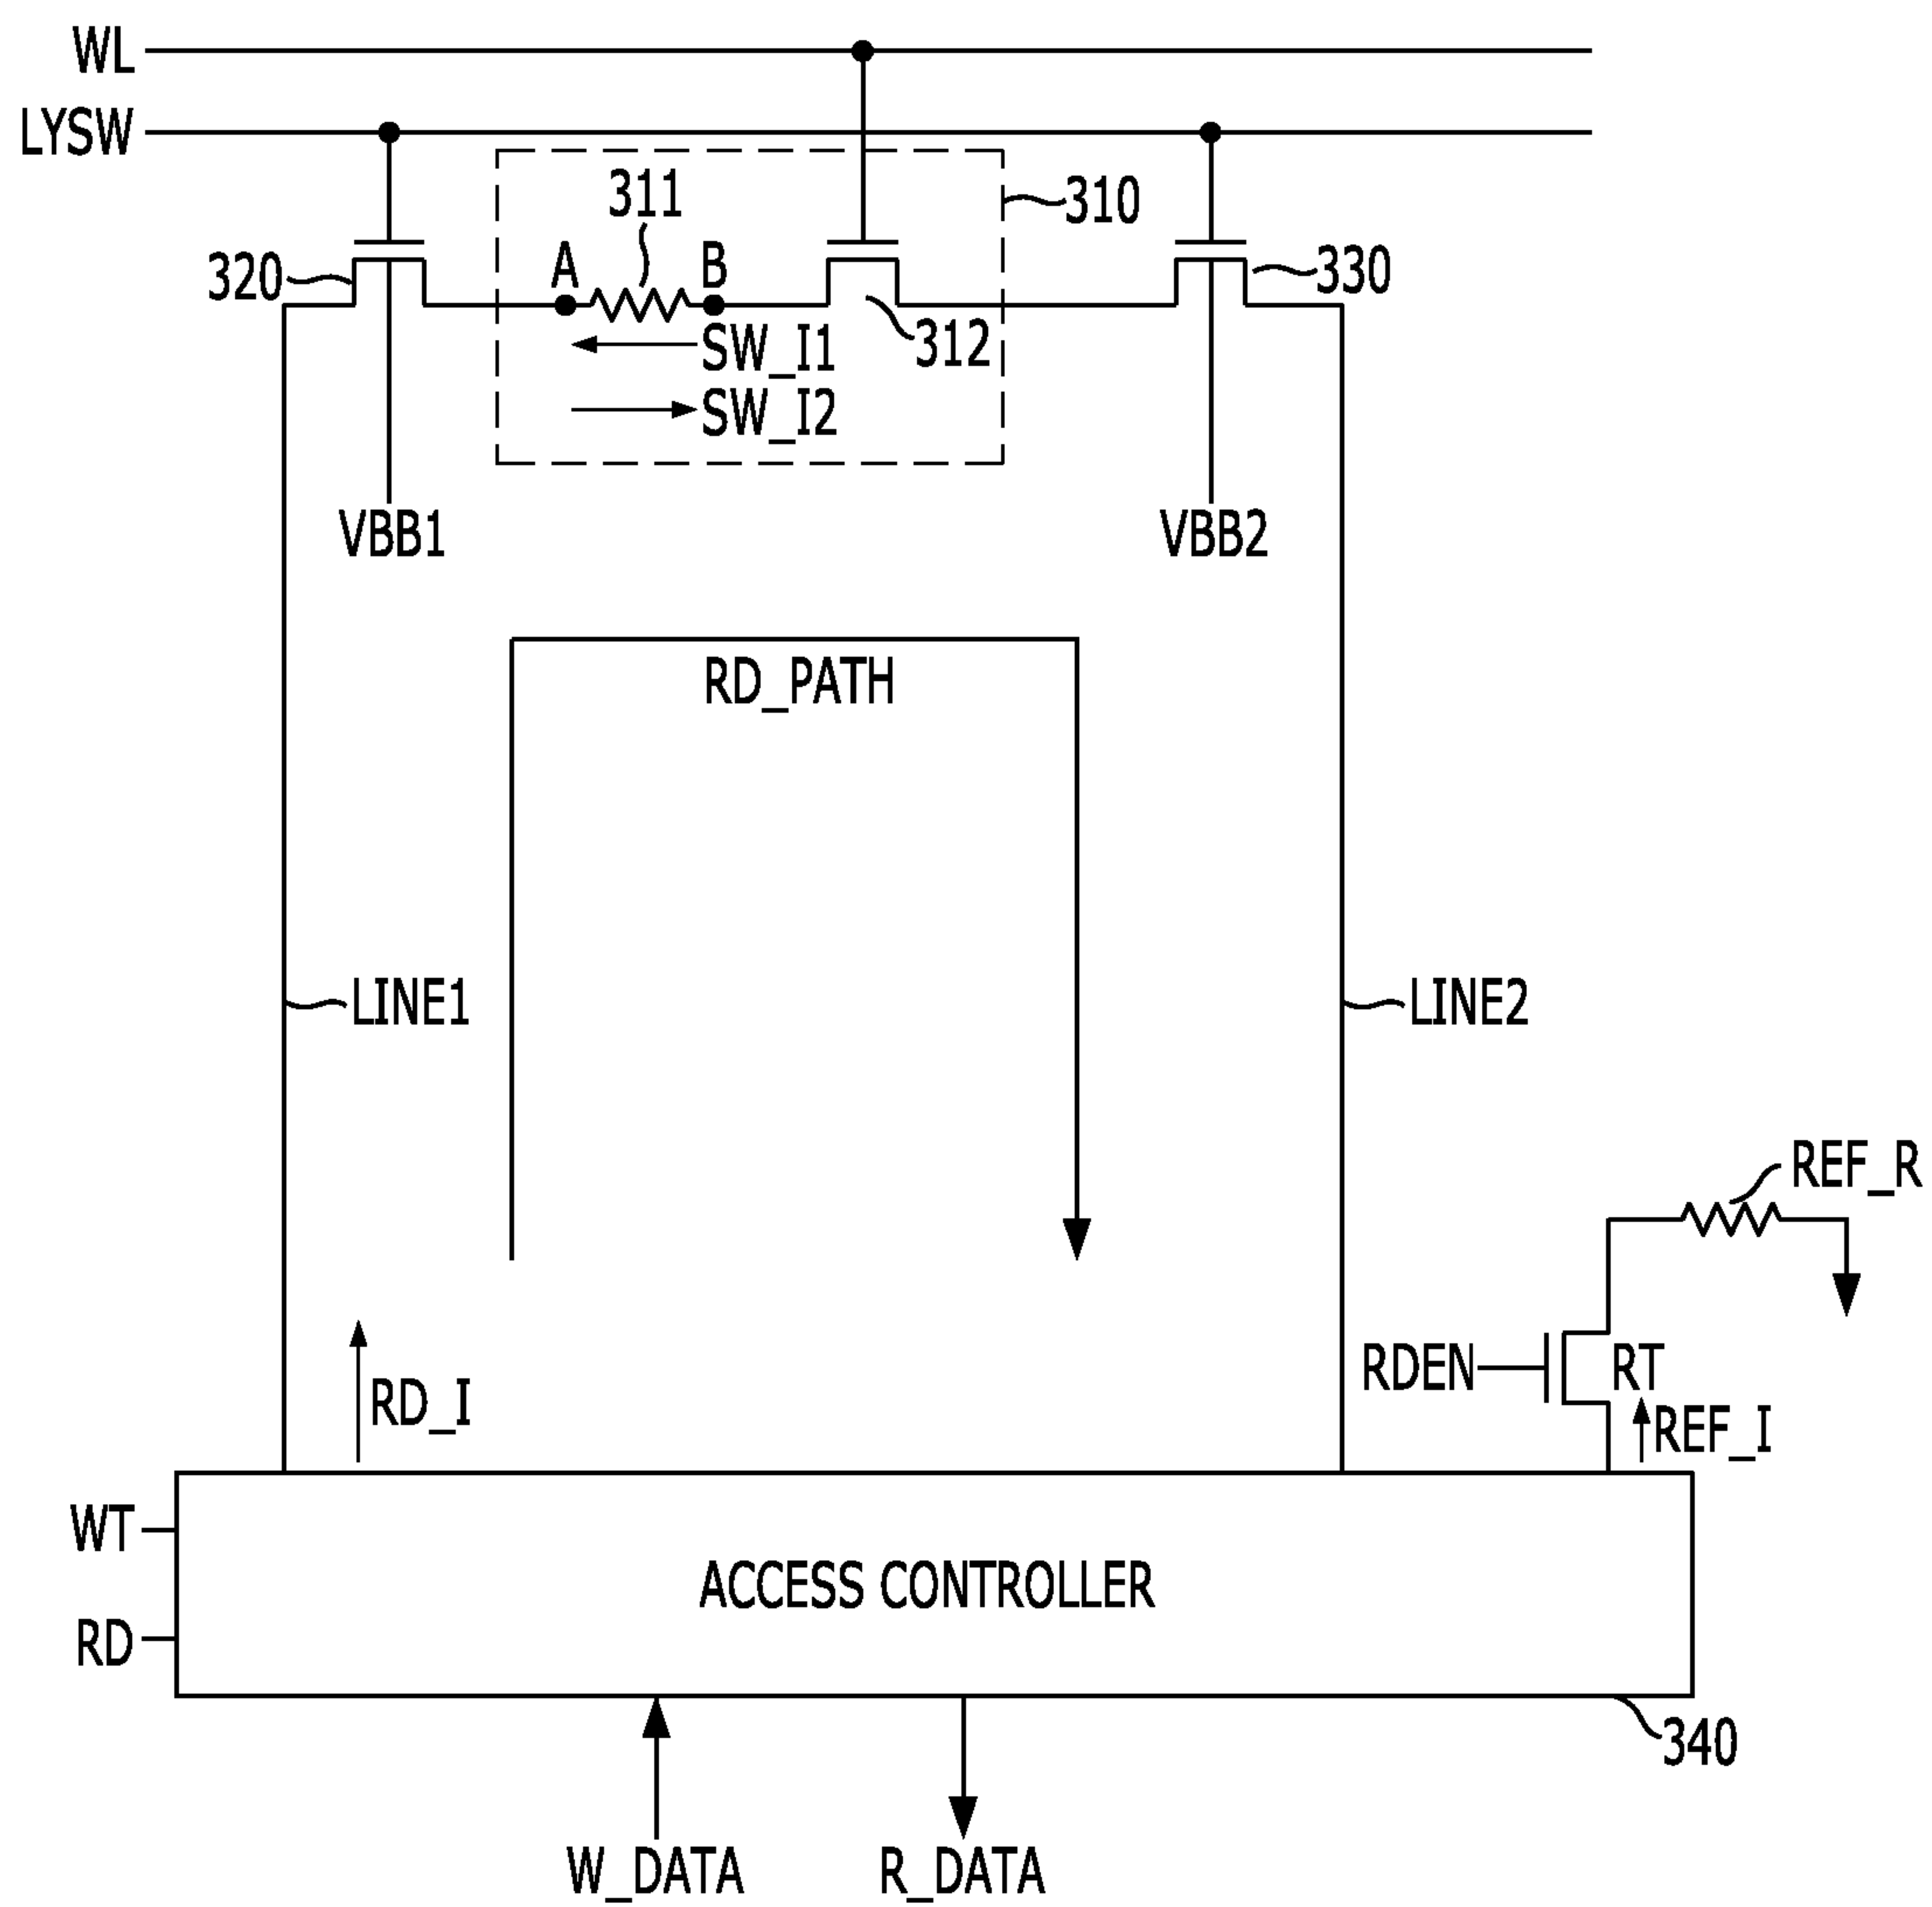 WL
LYSW
311
310
320
A
B
330
SW_I1
312
SW_I2
VBB1
VBB2
RD_PATH
LINE1
LINE2
REF_R
RDEN
RT
RD_I
REF_I
WT
ACCESS CONTROLLER
RD
340
W_DATA
R_DATA